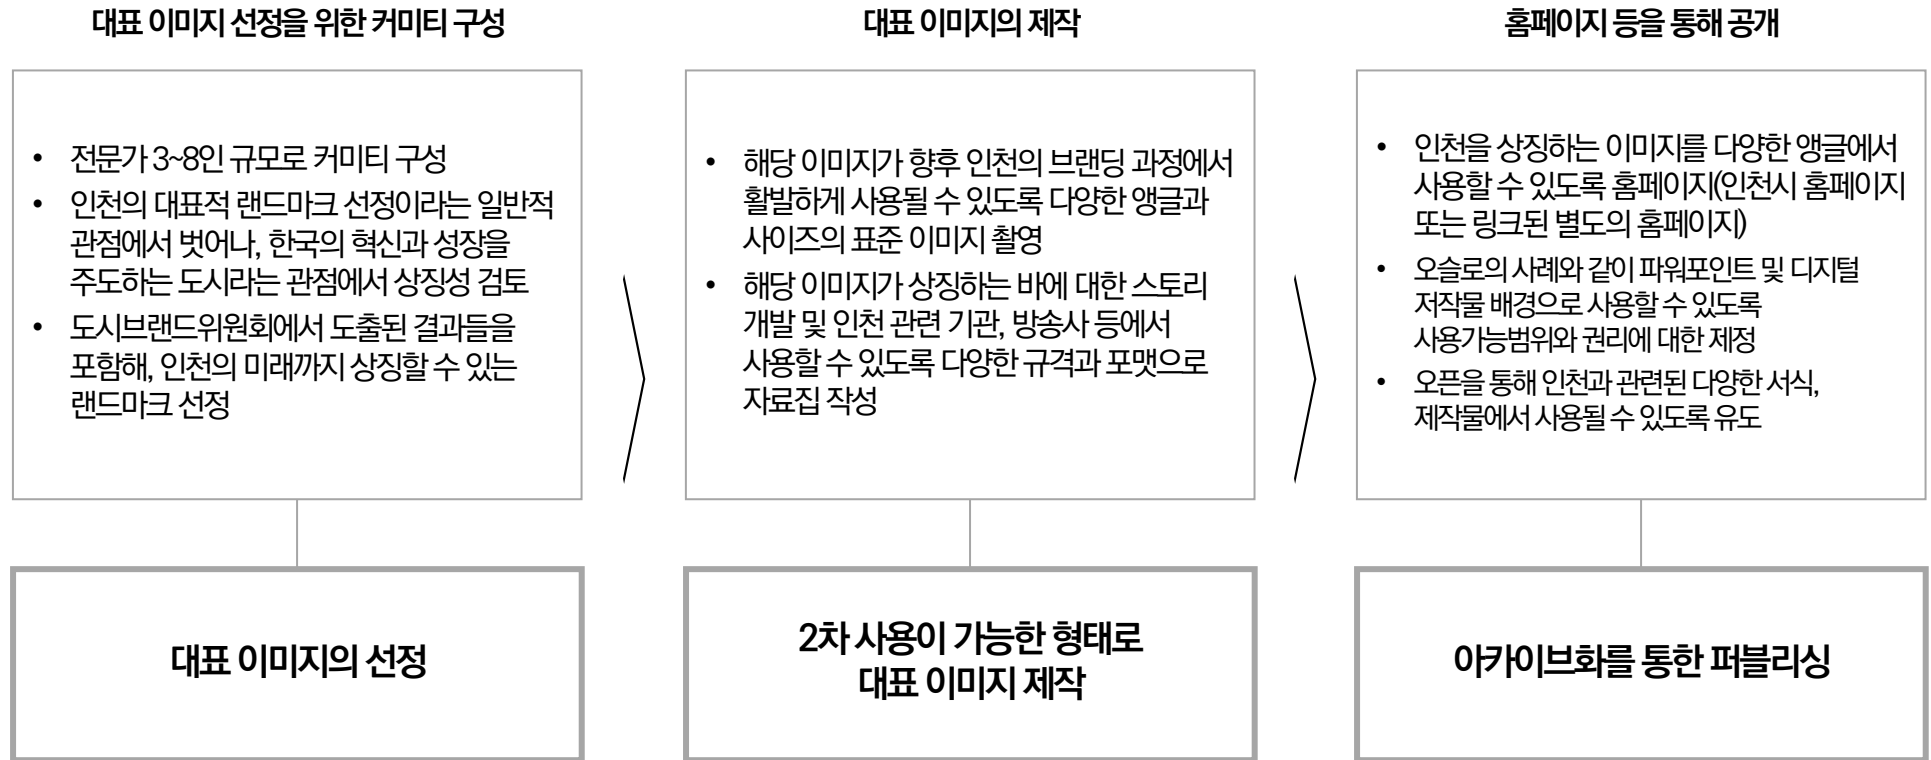 대표 이미지 선정을 위한 커미티 구성
• 전문가 3~8인 규모로 커미티 구성
• 인천의 대표적 랜드마크 선정이라는 일반적
관점에서 벗어나, 한국의 혁신과 성장을
주도하는 도시라는 관점에서 상징성 검토
• 도시브랜드위원회에서 도출된 결과들을
포함해, 인천의 미래까지 상징할 수 있는
랜드마크 선정
대표 이미지의 선정
대표 이미지의 제작
• 해당 이미지가 향후 인천의 브랜딩 과정에서
활발하게 사용될 수 있도록 다양한 앵글과
사이즈의 표준 이미지 촬영
• 해당 이미지가 상징하는 바에 대한 스토리
개발 및 인천 관련 기관, 방송사 등에서
사용할 수 있도록 다양한 규격과 포맷으로
자료집 작성
2차 사용이 가능한 형태로
대표 이미지 제작
홈페이지 등을 통해 공개
• 인천을 상징하는 이미지를 다양한 앵글에서
사용할 수 있도록 홈페이지(인천시 홈페이지
또는 링크된 별도의 홈페이지)
• 오슬로의 사례와 같이 파워포인트 및 디지털
저작물 배경으로 사용할 수 있도록
사용가능범위와 권리에 대한 제정
• 오픈을 통해 인천과 관련된 다양한 서식,
제작물에서 사용될 수 있도록 유도
아카이브화를 통한 퍼블리싱